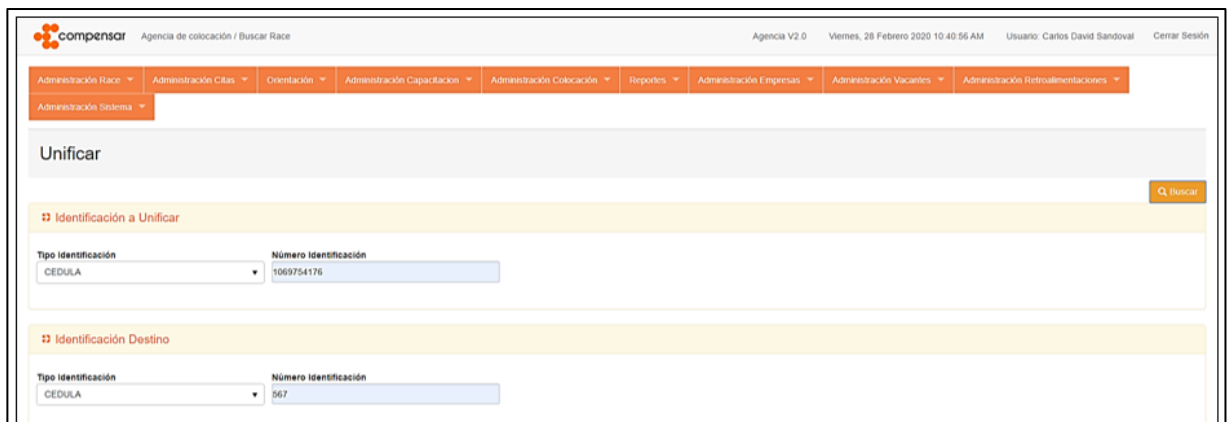 compensar Agencia de colocación / Buscar Race Agencia V2.0 Viernes, 28 Febrero 2020 10:40:56 AM Usuario: Carlos David Sandoval Cerrar Sesión
Administración Race Administración Citas Orientación Administración Capacitacion Administración Colocación Reportes Administración Empresas Administración Vacantes Administración Retroalimentaciones
Administración Sistema
Unificar
Buscar
Identificación a Unificar
Tipo Identificación Número Identificación
CEDULA 1069754176
Identificación Destino
Tipo Identificación Número Identificación
CEDULA 567